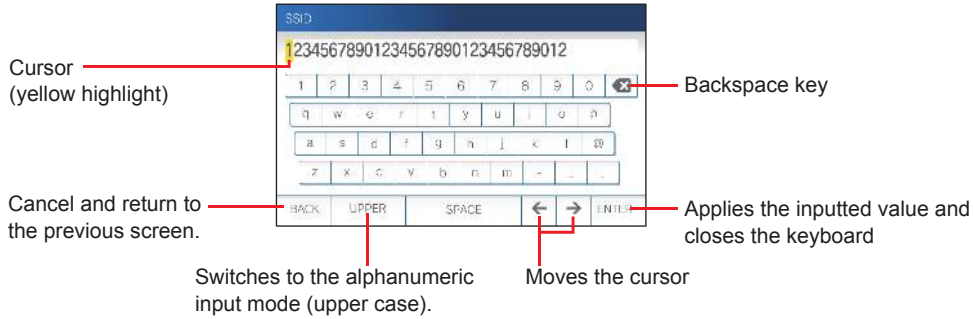 SSID
12345678901234567890123456789012
Cursor
(yellow highlight)
1 2 3 4 5 6 7 8 9 0
Backspace key
q w e r t y u i o p
a s d f g h j k l @
z x c v b n m - _ .
Cancel and return to
the previous screen.
BACK UPPER SPACE ← → ENTER
Applies the inputted value and
closes the keyboard
Switches to the alphanumeric
input mode (upper case).
Moves the cursor